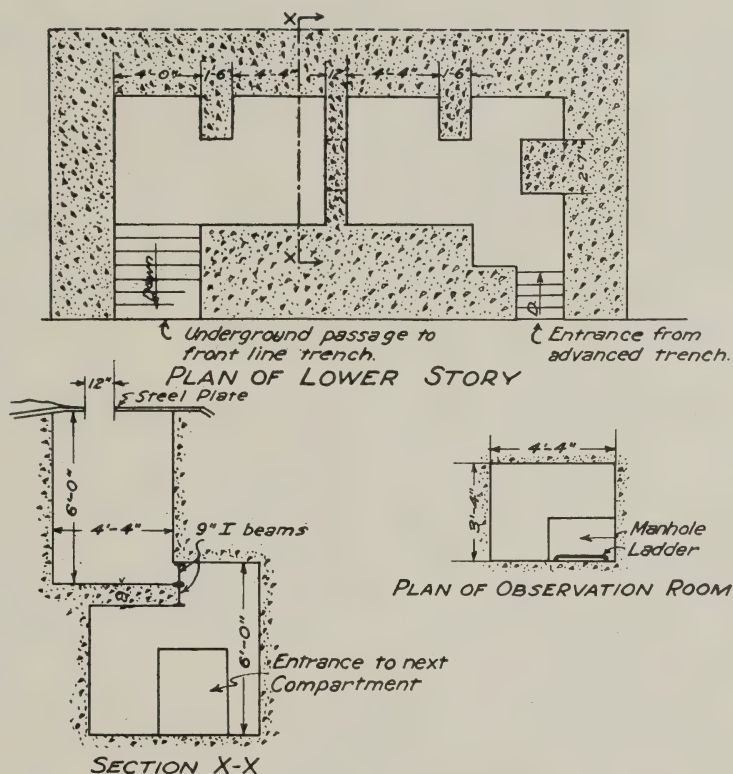 X
4'-0" 1'-6" 4'-4" 12" 4'-4" 1'-6"
2'-7"
X
Down
Underground passage to
front line trench.
Entrance from
advanced trench.
PLAN OF LOWER STORY
12"
Steel Plate
6'-0"
4'-4"
9" I beams
8"
6'-0"
Entrance to next
Compartment
SECTION X-X
4'-4"
3'-4"
Manhole
Ladder
PLAN OF OBSERVATION ROOM